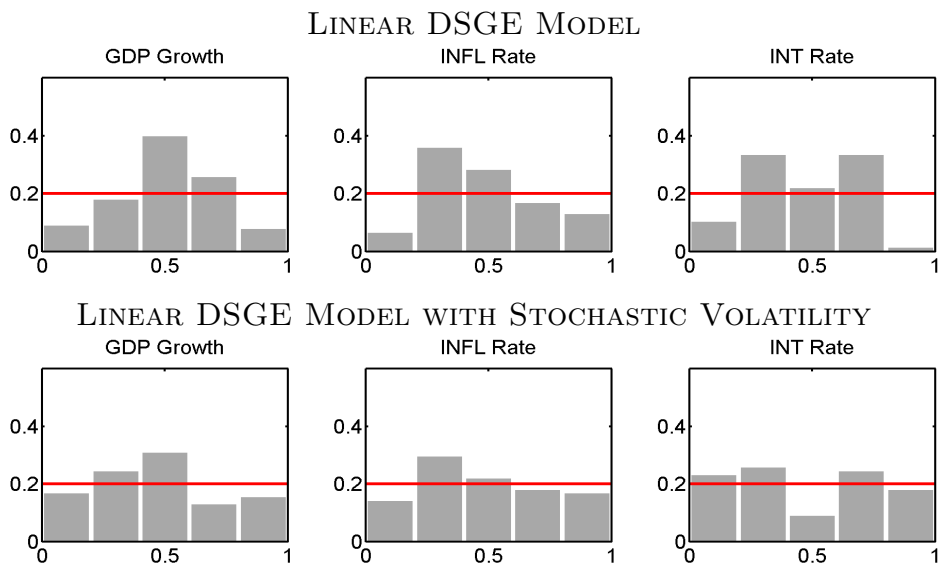 LINEAR DSGE MODEL
GDP Growth INFL Rate INT Rate
0.4 0.4 0.4
0.2 0.2 0.2
0 0 0
0 0.5 1 0 0.5 1 0 0.5 1
LINEAR DSGE MODEL WITH STOCHASTIC VOLATILITY
GDP Growth INFL Rate INT Rate
0.4 0.4 0.4
0.2 0.2 0.2
0 0 0
0 0.5 1 0 0.5 1 0 0.5 1